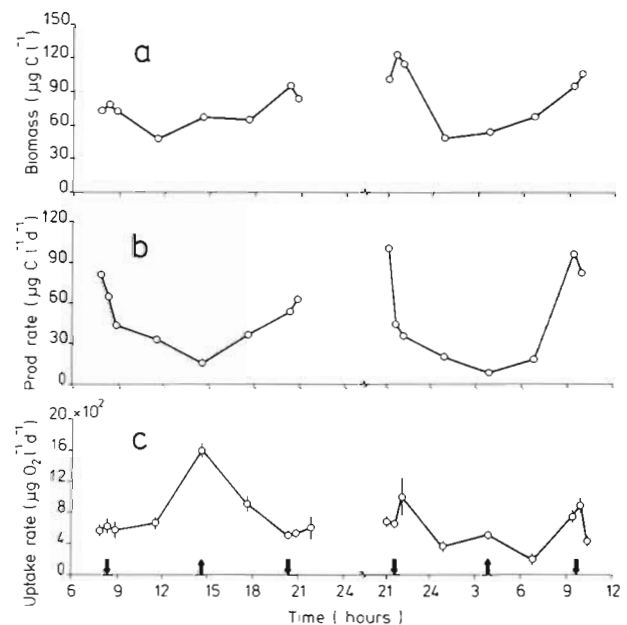 150
120
90
60
30
0
Biomass ( µg C l⁻¹ )
a
120
90
60
30
0
Prod rate ( µg C l⁻¹ d⁻¹ )
b
20 ×10²
16
12
8
4
0
Uptake rate ( µg O₂ l⁻¹ d⁻¹ )
c
6 9 12 15 18 21 24 21 24 3 6 9 12
Time ( hours )